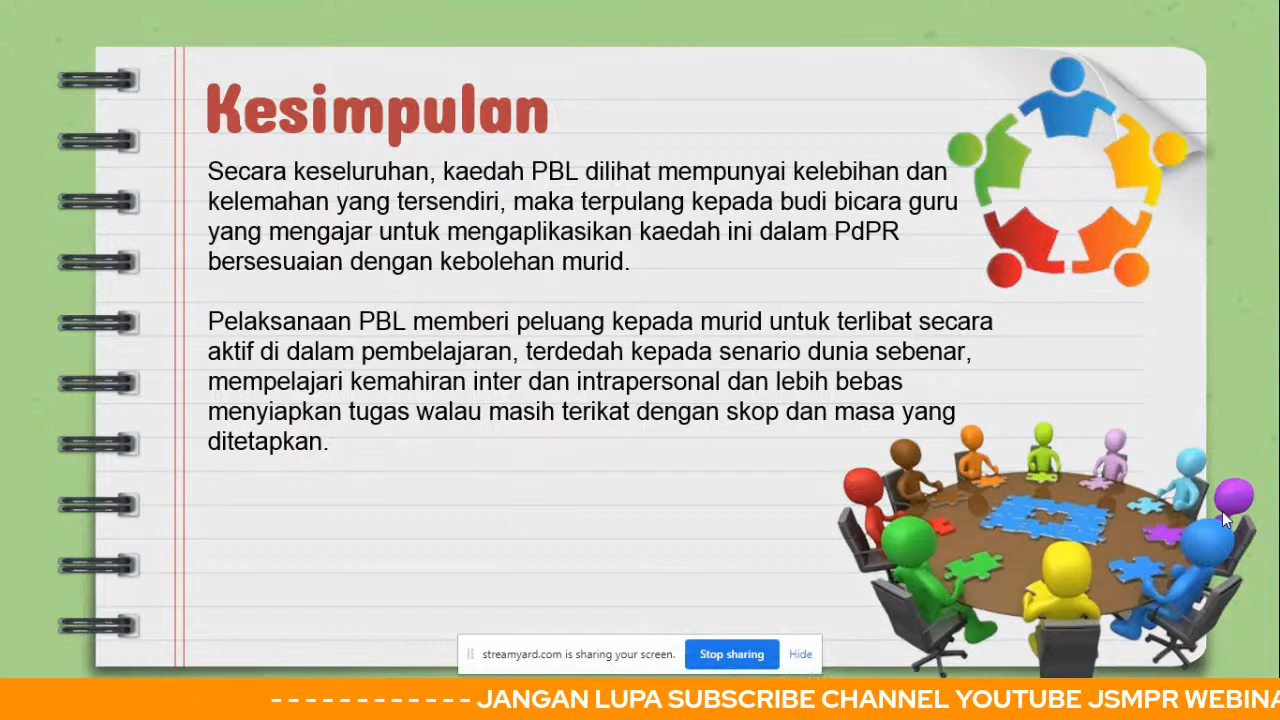 Kesimpulan
Secara keseluruhan, kaedah PBL dilihat mempunyai kelebihan dan
kelemahan yang tersendiri, maka terpulang kepada budi bicara guru
yang mengajar untuk mengaplikasikan kaedah ini dalam PdPR
bersesuaian dengan kebolehan murid.
Pelaksanaan PBL memberi peluang kepada murid untuk terlibat secara
aktif di dalam pembelajaran, terdedah kepada senario dunia sebenar,
mempelajari kemahiran inter dan intrapersonal dan lebih bebas
menyiapkan tugas walau masih terikat dengan skop dan masa yang
ditetapkan.
streamyard.com is sharing your screen. Stop sharing Hide
- - - - - - - - - - - - JANGAN LUPA SUBSCRIBE CHANNEL YOUTUBE JSMPR WEBINA